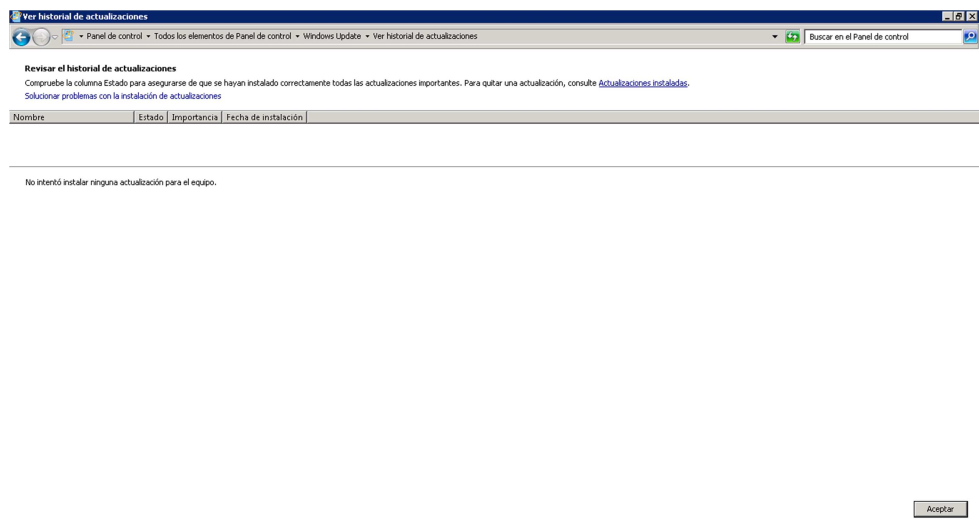 Ver historial de actualizaciones
Panel de control Todos los elementos de Panel de control Windows Update Ver historial de actualizaciones Buscar en el Panel de control
Revisar el historial de actualizaciones
Compruebe la columna Estado para asegurarse de que se hayan instalado correctamente todas las actualizaciones importantes. Para quitar una actualización, consulte Actualizaciones instaladas.
Solucionar problemas con la instalación de actualizaciones
Nombre Estado Importancia Fecha de instalación
No intentó instalar ninguna actualización para el equipo.
Aceptar